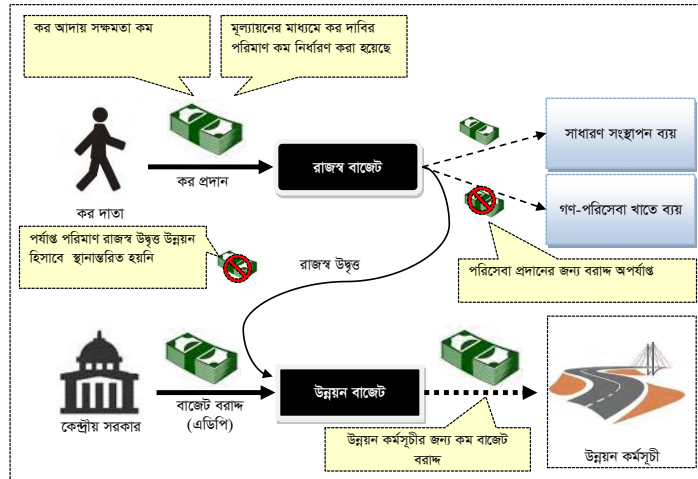 কর আদায় সক্ষমতা কম
মূল্যায়নের মাধ্যমে কর দাবির
পরিমাণ কম নির্ধারণ করা হয়েছে
সাধারণ সংস্থাপন ব্যয়
রাজস্ব বাজেট
কর প্রদান
কর দাতা
গণ-পরিসেবা খাতে ব্যয়
পর্যাপ্ত পরিমাণ রাজস্ব উদ্বৃত্ত উন্নয়ন
হিসাবে স্থানান্তরিত হয়নি
রাজস্ব উদ্বৃত্ত
পরিসেবা প্রদানের জন্য বরাদ্দ অপর্যাপ্ত
উন্নয়ন বাজেট
বাজেট বরাদ্দ
(এডিপি)
কেন্দ্রীয় সরকার
উন্নয়ন কর্মসূচীর জন্য কম বাজেট
বরাদ্দ
উন্নয়ন কর্মসূচী